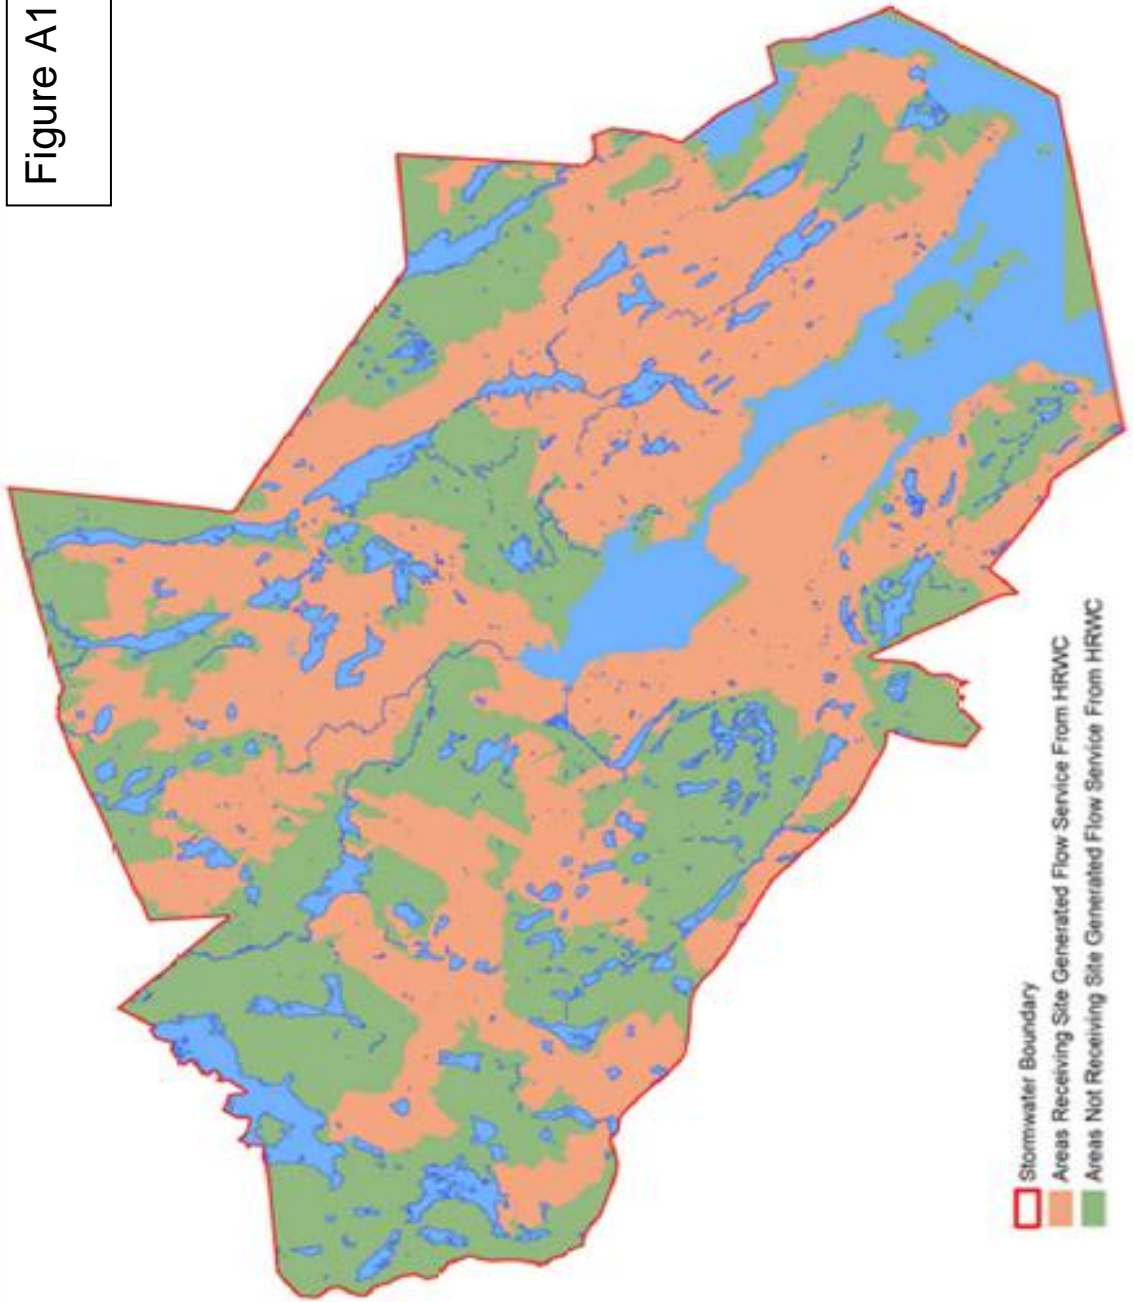 Figure A1
Stormwater Boundary
Areas Receiving Site Generated Flow Service From HRWC
Areas Not Receiving Site Generated Flow Service From HRWC